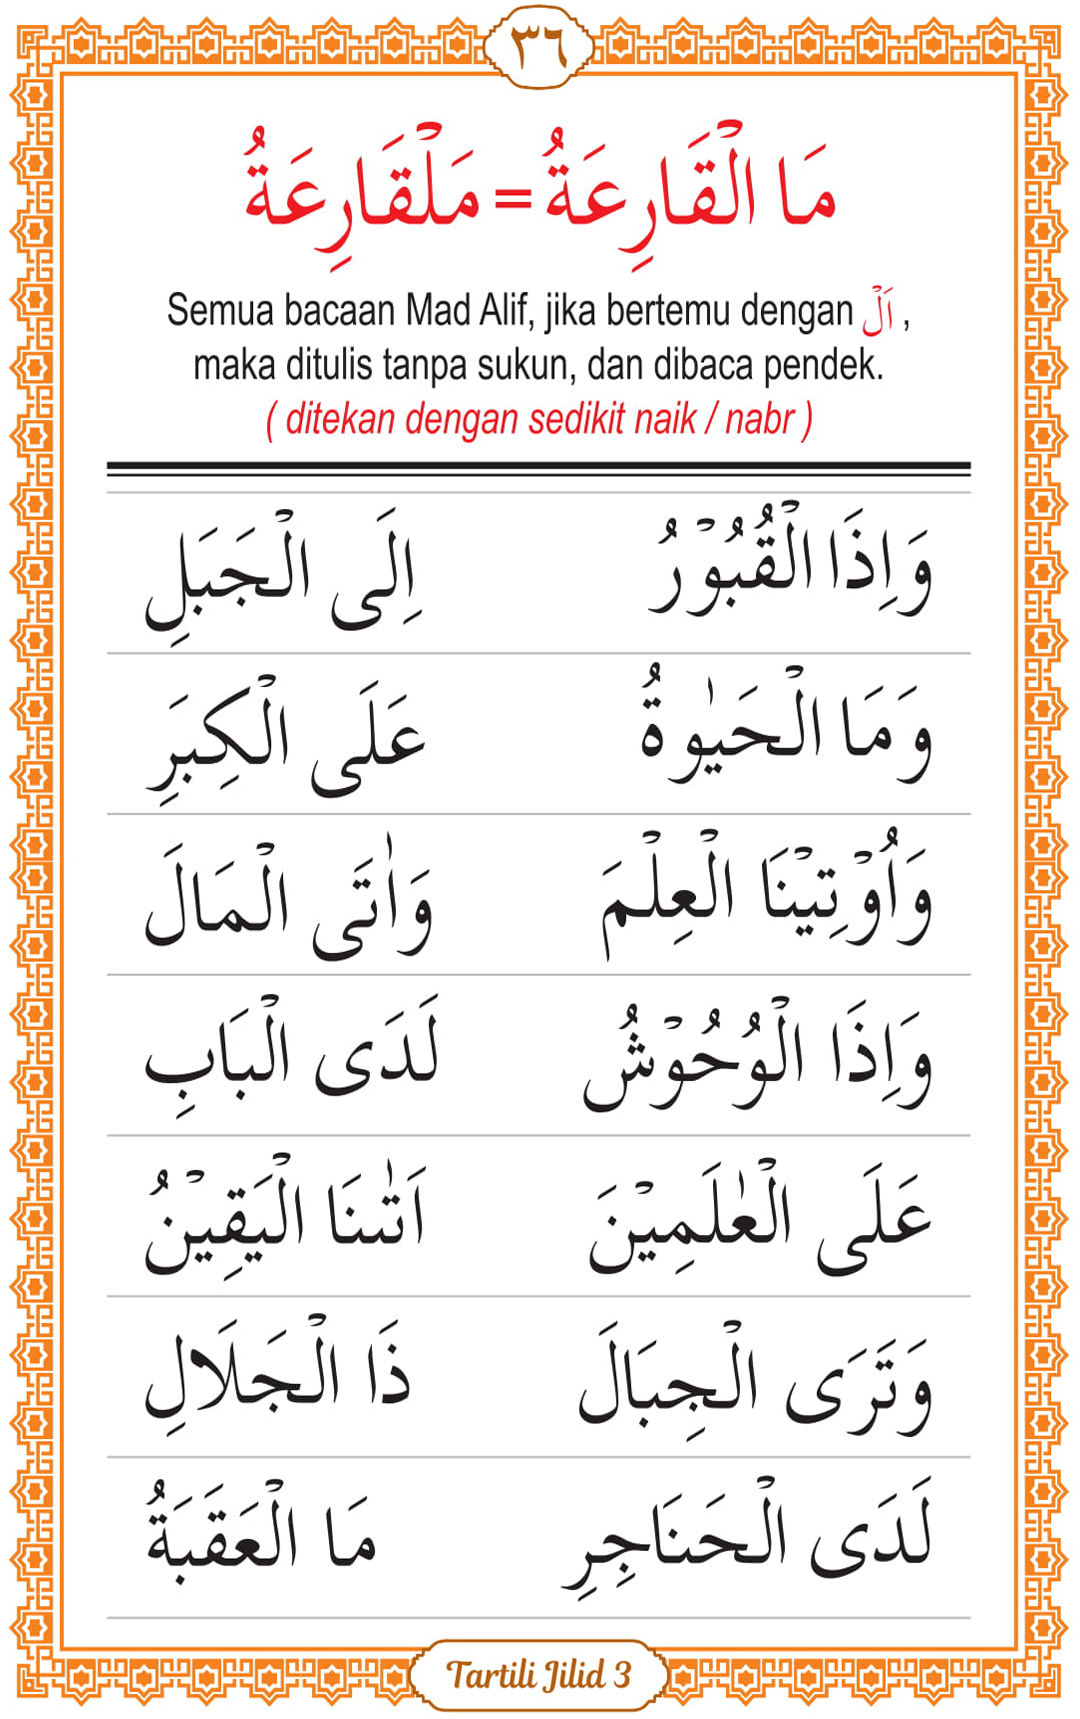 ٣٦
مَا الْقَارِعَةُ = مَلْقَارِعَةُ
Semua bacaan Mad Alif, jika bertemu dengan اَلْ ,
maka ditulis tanpa sukun, dan dibaca pendek.
( ditekan dengan sedikit naik / nabr )
وَاِذَا الْقُبُوْرُ اِلَى الْجَبَلِ
وَمَا الْحَيٰوةُ عَلَى الْكِبَرِ
وَاُوْتِيْنَا الْعِلْمَ وَاٰتَى الْمَالَ
وَاِذَا الْوُحُوْشُ لَدَى الْبَابِ
عَلَى الْعٰلَمِيْنَ اَتٰىنَا الْيَقِيْنُ
وَتَرَى الْجِبَالَ ذَا الْجَلَالِ
لَدَى الْحَنَاجِرِ مَا الْعَقَبَةُ
Tartili Jilid 3